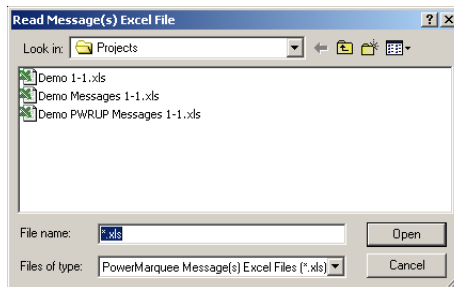 Read Message(s) Excel File
Look in: Projects
Demo 1-1.xls
Demo Messages 1-1.xls
Demo PWRUP Messages 1-1.xls
File name: *.xls Open
Files of type: PowerMarquee Message(s) Excel Files (*.xls) Cancel